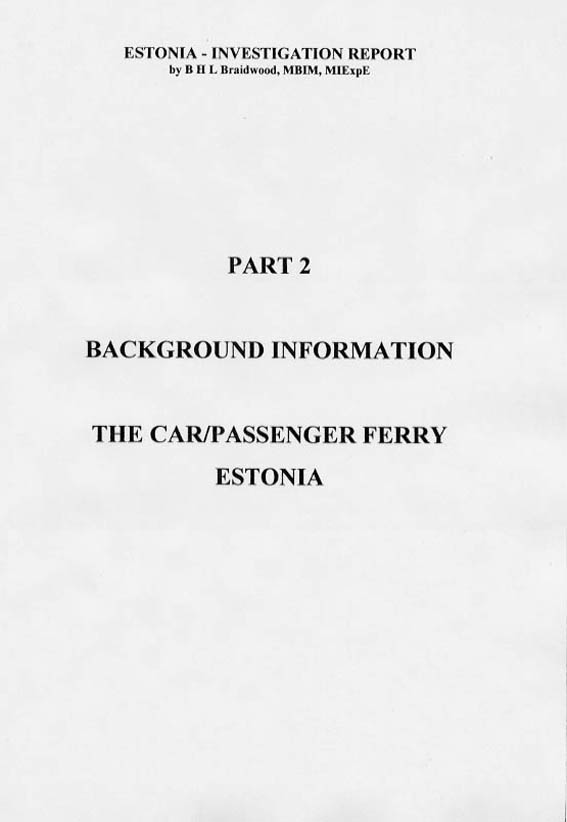 ESTONIA - INVESTIGATION REPORT
by B H L Braidwood, MBIM, MIExpE
PART 2
BACKGROUND INFORMATION
THE CAR/PASSENGER FERRY
ESTONIA